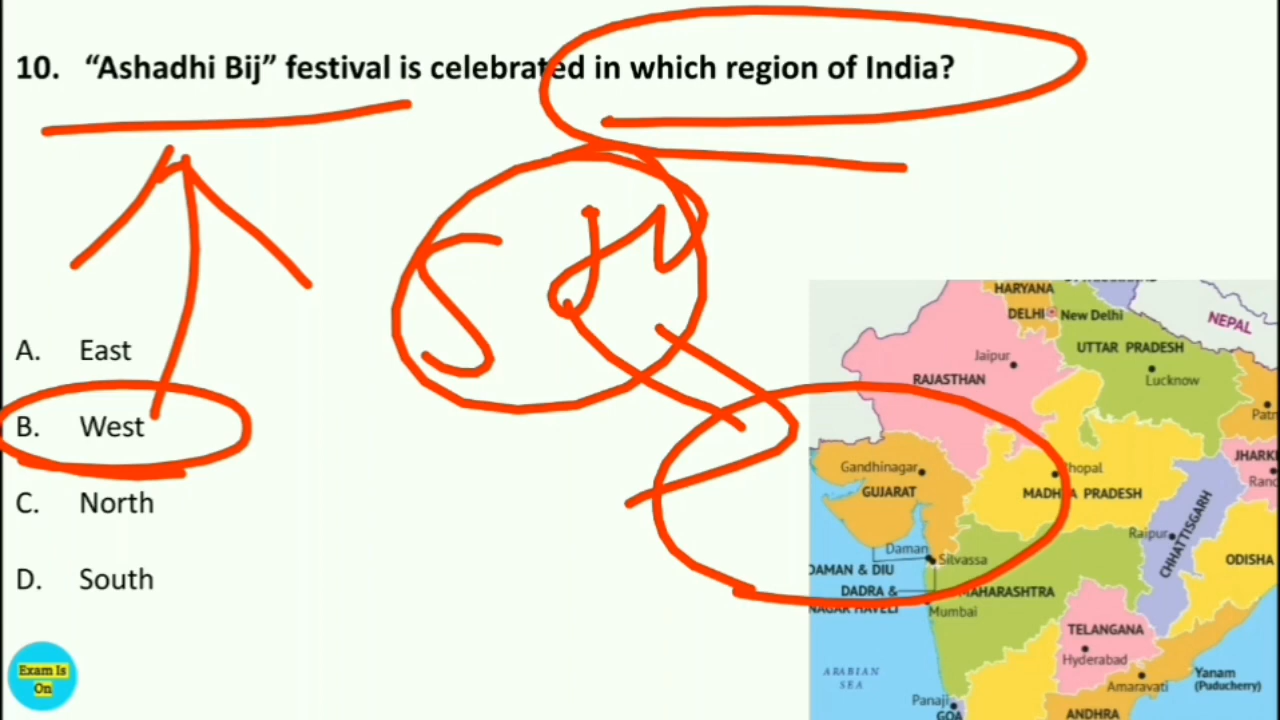 10. “Ashadhi Bij” festival is celebrated in which region of India?
A. East
B. West
C. North
D. South
Exam Is
On
HARYANA
DELHI
New Delhi
NEPAL
UTTAR PRADESH
Jaipur
RAJASTHAN
Lucknow
Gandhinagar
GUJARAT
Bhopal
MADHYA PRADESH
Raipur
CHHATTISGARH
ODISHA
Daman
Silvassa
DAMAN & DIU
DADRA &
NAGAR HAVELI
MAHARASHTRA
Mumbai
TELANGANA
Hyderabad
ARABIAN
SEA
Amaravati
Yanam
(Puducherry)
Panaji
GOA
ANDHRA